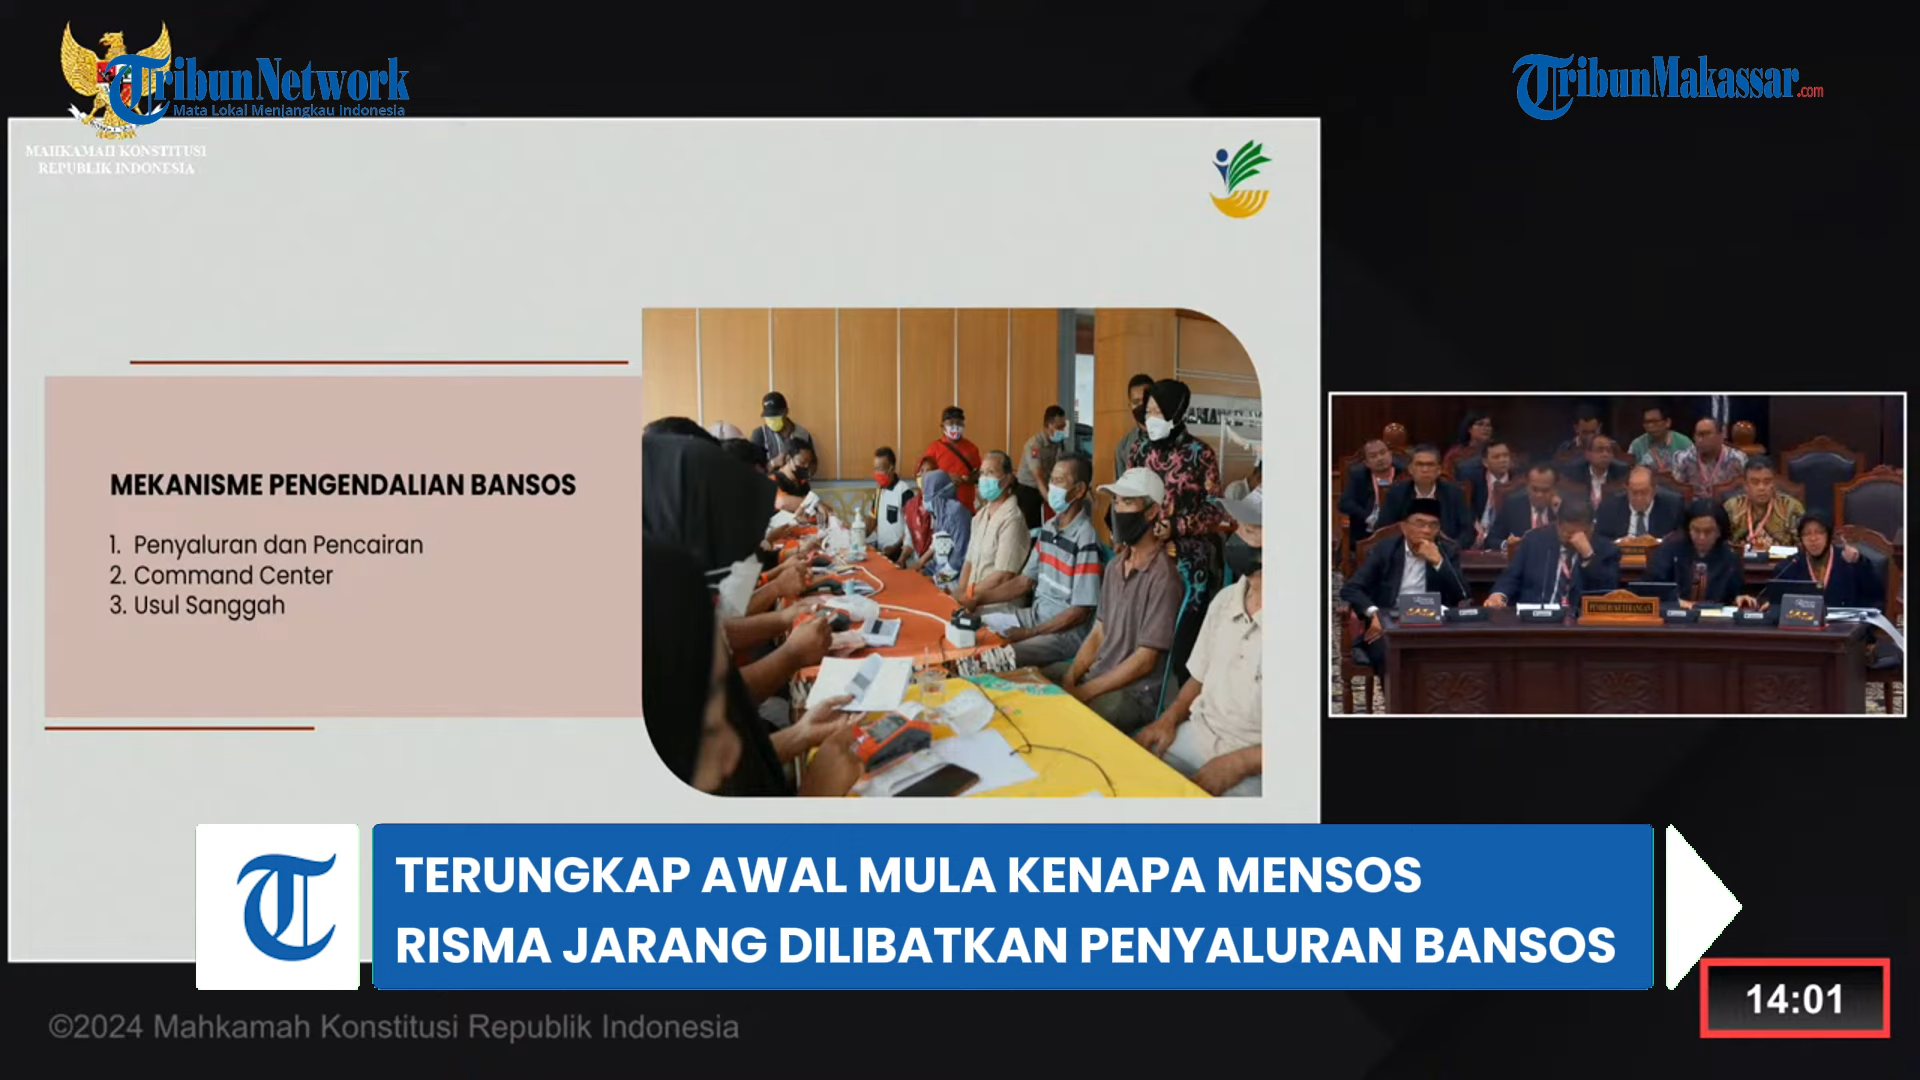 TribunNetwork
Mata Lokal Menjangkau Indonesia
TribunMakassar.com
MAHKAMAH KONSTITUSI
REPUBLIK INDONESIA
MEKANISME PENGENDALIAN BANSOS
1. Penyaluran dan Pencairan
2. Command Center
3. Usul Sanggah
PEMBERI KETERANGAN
T
TERUNGKAP AWAL MULA KENAPA MENSOS
RISMA JARANG DILIBATKAN PENYALURAN BANSOS
14:01
©2024 Mahkamah Konstitusi Republik Indonesia